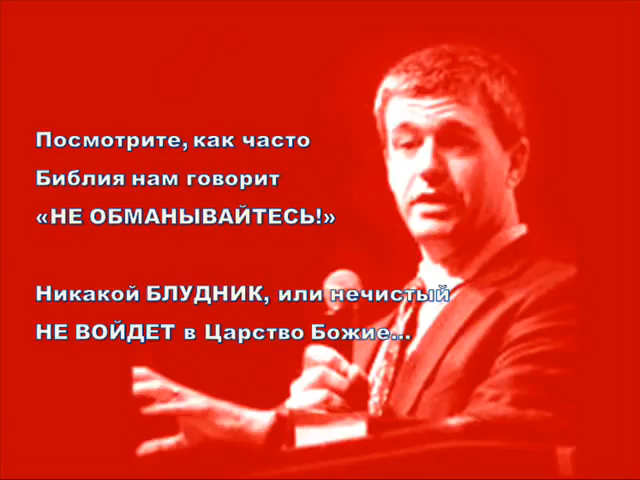 Посмотрите, как часто
Библия нам говорит
«НЕ ОБМАНЫВАЙТЕСЬ!»
Никакой БЛУДНИК, или нечистый
НЕ ВОЙДЕТ в Царство Божие...